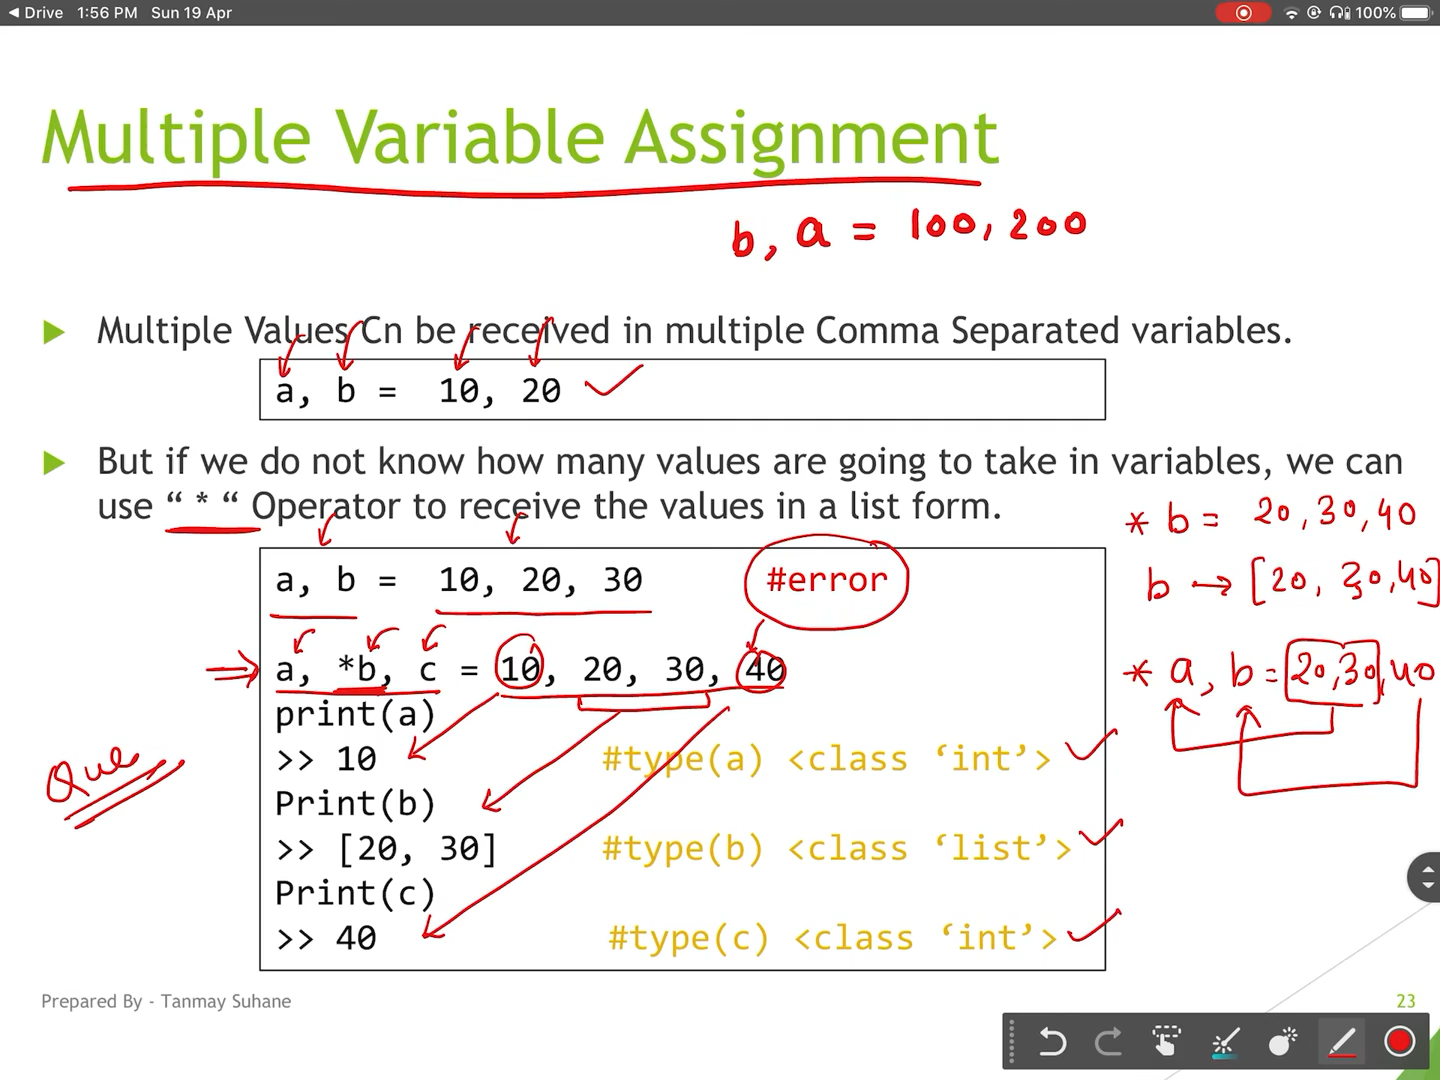 Drive 1:56 PM Sun 19 Apr 100%
Multiple Variable Assignment
b, a = 100, 200
Multiple Values Cn be received in multiple Comma Separated variables.
a, b = 10, 20
But if we do not know how many values are going to take in variables, we can
use “ * “ Operator to receive the values in a list form.
* b = 20, 30, 40
a, b = 10, 20, 30 #error
b → [20, 30, 40]
a, *b, c = 10, 20, 30, 40
* a, b = 20, 30, 40
print(a)
>> 10 #type(a) <class ‘int’>
Que
Print(b)
>> [20, 30] #type(b) <class ‘list’>
Print(c)
>> 40 #type(c) <class ‘int’>
Prepared By - Tanmay Suhane 23